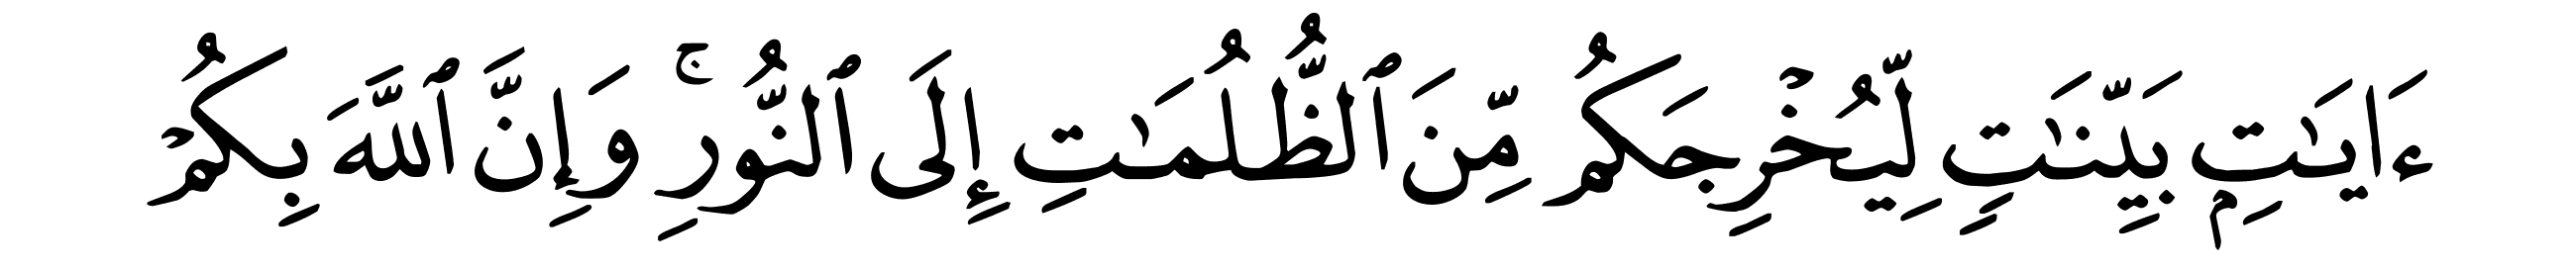 ءَايَـٰتِۭ بَيِّنَـٰتٍ لِّيُخْرِجَكُم مِّنَ ٱلظُّلُمَـٰتِ إِلَى ٱلنُّورِ ۚ وَإِنَّ ٱللَّهَ بِكُمْ